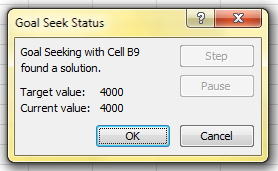 Goal Seek Status
?
Goal Seeking with Cell B9
found a solution.
Step
Pause
Target value: 4000
Current value: 4000
OK
Cancel